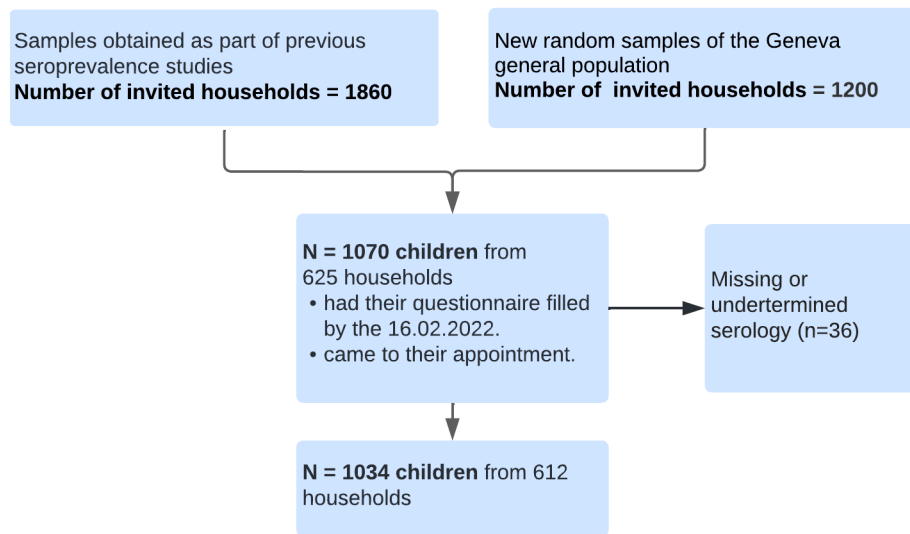 Samples obtained as part of previous
seroprevalence studies
Number of invited households = 1860
New random samples of the Geneva
general population
Number of invited households = 1200
N = 1070 children from
625 households
• had their questionnaire filled
by the 16.02.2022.
• came to their appointment.
Missing or
undertermined
serology (n=36)
N = 1034 children from 612
households